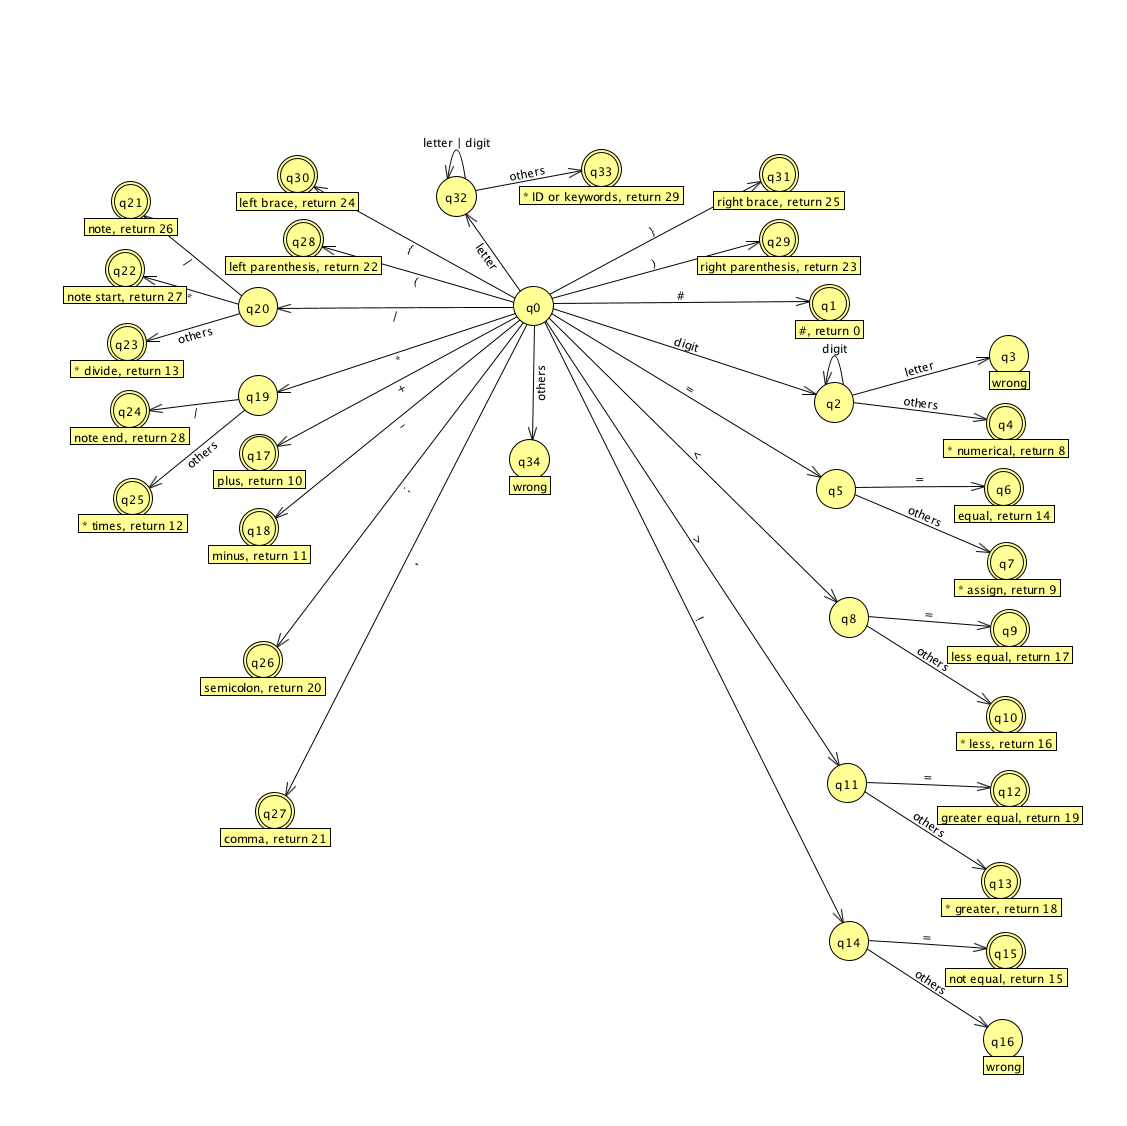 letter | digit
q30
left brace, return 24
q32
others
q33
* ID or keywords, return 29
q31
right brace, return 25
q21
note, return 26
q28
left parenthesis, return 22
letter
{
(
}
)
q29
right parenthesis, return 23
q22
note start, return 27
/
*
q20
/
q0
#
q1
#, return 0
q23
* divide, return 13
others
digit
digit
q2
letter
q3
wrong
others
q4
* numerical, return 8
q24
note end, return 28
/
q19
others
*
+
-
others
=
q25
* times, return 12
q17
plus, return 10
q34
wrong
<
q5
=
q6
equal, return 14
others
q7
* assign, return 9
q18
minus, return 11
;
,
>
!
q8
=
q9
less equal, return 17
others
q10
* less, return 16
q26
semicolon, return 20
q11
=
q12
greater equal, return 19
others
q13
* greater, return 18
q27
comma, return 21
q14
=
q15
not equal, return 15
others
q16
wrong